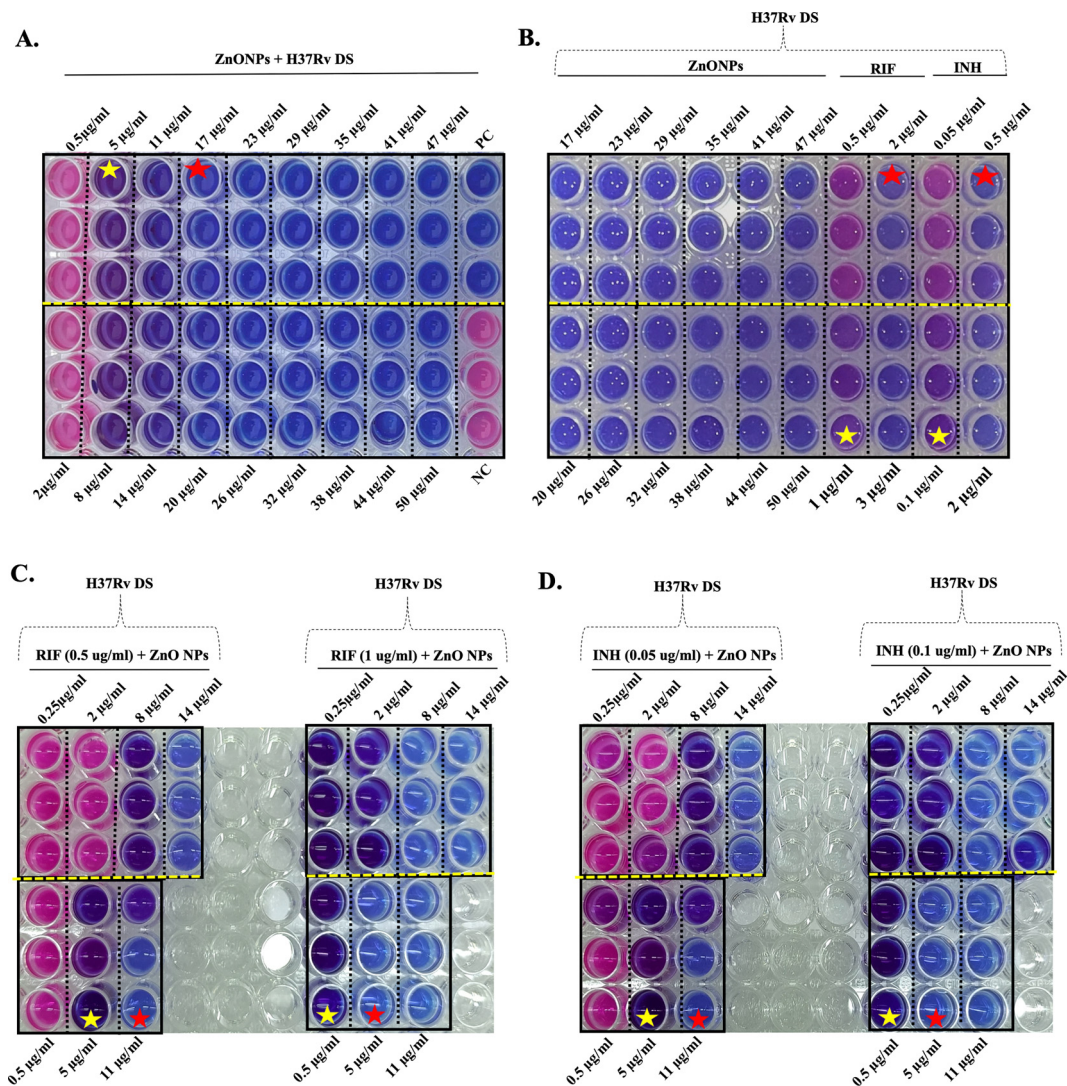 A.
ZnONPs + H37Rv DS
0.5µg/ml 5 µg/ml 11 µg/ml 17 µg/ml 23 µg/ml 29 µg/ml 35 µg/ml 41 µg/ml 47 µg/ml PC
2µg/ml 8 µg/ml 14 µg/ml 20 µg/ml 26 µg/ml 32 µg/ml 38 µg/ml 44 µg/ml 50 µg/ml NC
B.
H37Rv DS
ZnONPs RIF INH
17 µg/ml 23 µg/ml 29 µg/ml 35 µg/ml 41 µg/ml 47 µg/ml 0.5 µg/ml 2 µg/ml 0.05 µg/ml 0.5 µg/ml
20 µg/ml 26 µg/ml 32 µg/ml 38 µg/ml 44 µg/ml 50 µg/ml 1 µg/ml 3 µg/ml 0.1 µg/ml 2 µg/ml
C.
H37Rv DS H37Rv DS
RIF (0.5 ug/ml) + ZnO NPs RIF (1 ug/ml) + ZnO NPs
0.25µg/ml 2 µg/ml 8 µg/ml 14 µg/ml 0.25µg/ml 2 µg/ml 8 µg/ml 14 µg/ml
0.5 µg/ml 5 µg/ml 11 µg/ml 0.5 µg/ml 5 µg/ml 11 µg/ml
D.
H37Rv DS H37Rv DS
INH (0.05 ug/ml) + ZnO NPs INH (0.1 ug/ml) + ZnO NPs
0.25µg/ml 2 µg/ml 8 µg/ml 14 µg/ml 0.25µg/ml 2 µg/ml 8 µg/ml 14 µg/ml
0.5 µg/ml 5 µg/ml 11 µg/ml 0.5 µg/ml 5 µg/ml 11 µg/ml